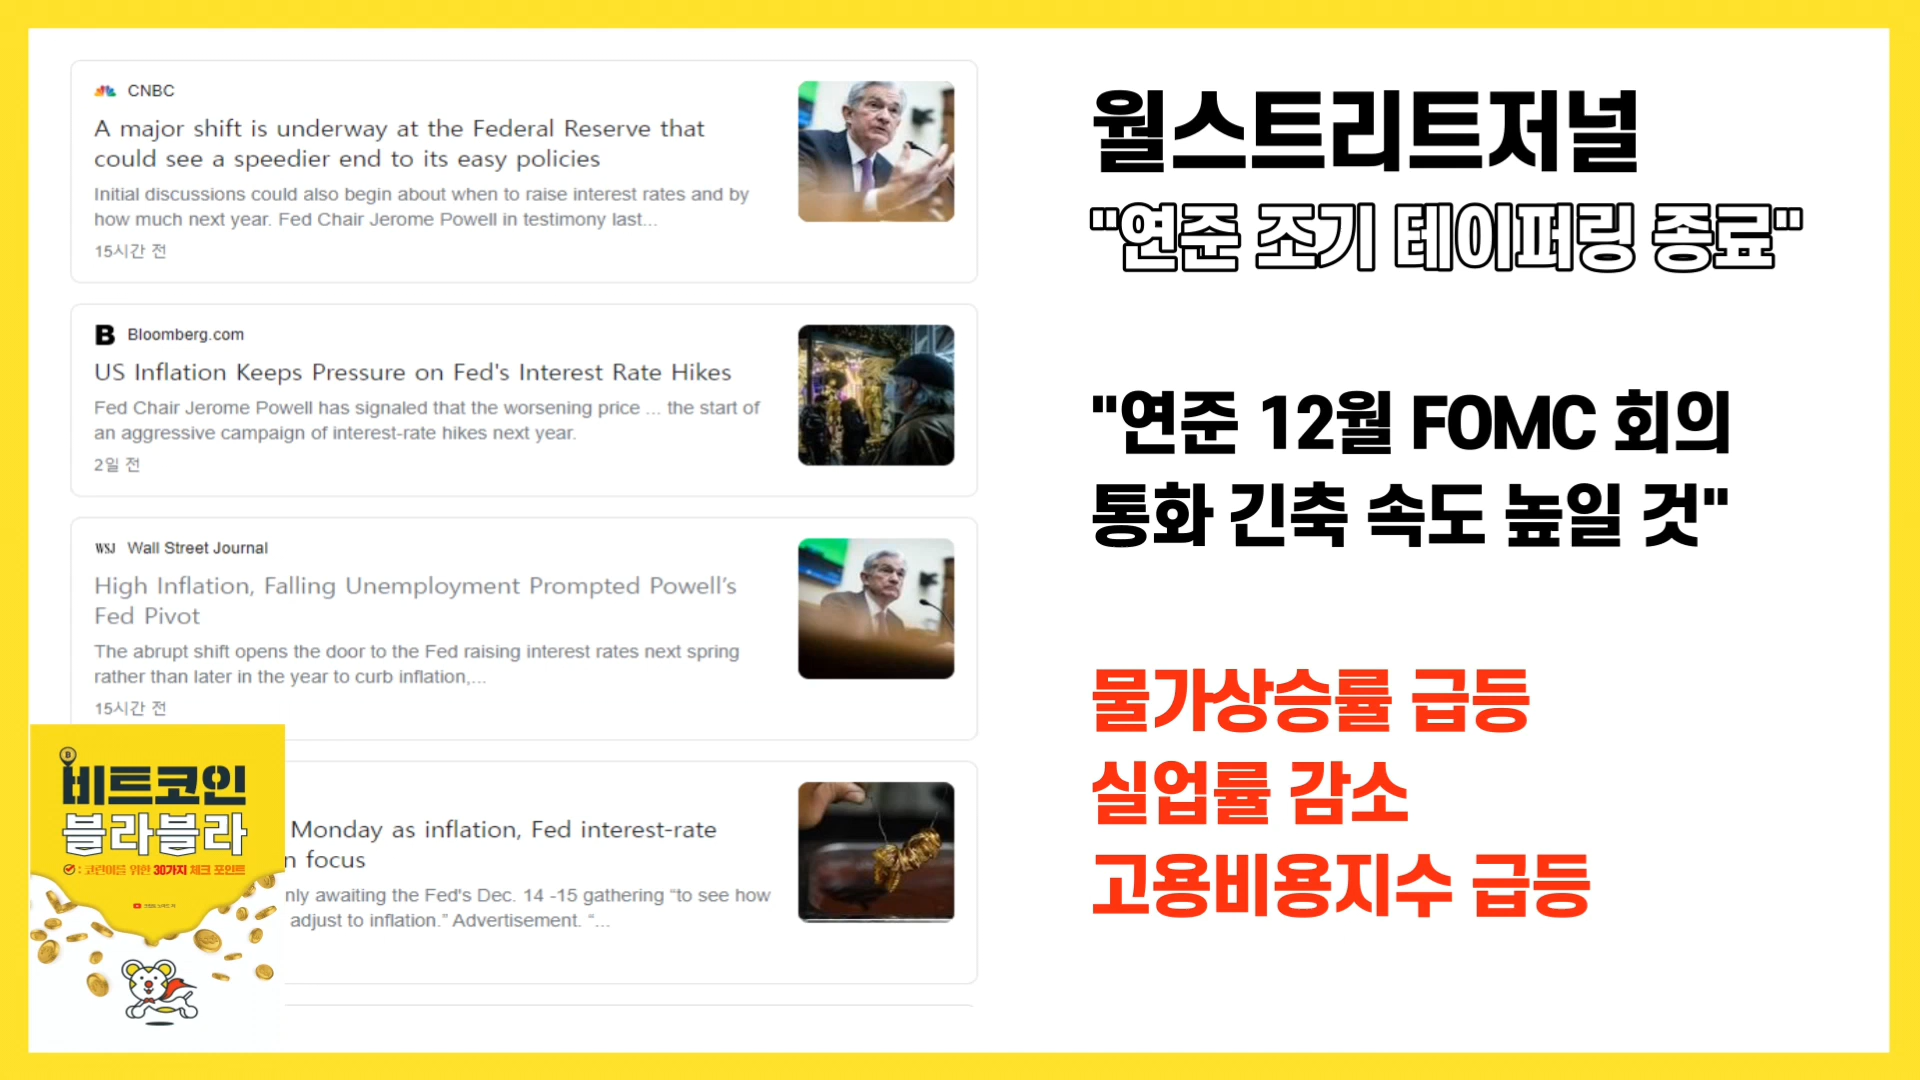 CNBC
A major shift is underway at the Federal Reserve that
could see a speedier end to its easy policies
Initial discussions could also begin about when to raise interest rates and by
how much next year. Fed Chair Jerome Powell in testimony last...
15시간 전
B Bloomberg.com
US Inflation Keeps Pressure on Fed's Interest Rate Hikes
Fed Chair Jerome Powell has signaled that the worsening price ... the start of
an aggressive campaign of interest-rate hikes next year.
2일 전
WSJ Wall Street Journal
High Inflation, Falling Unemployment Prompted Powell's
Fed Pivot
The abrupt shift opens the door to the Fed raising interest rates next spring
rather than later in the year to curb inflation,...
15시간 전
Monday as inflation, Fed interest-rate
n focus
nly awaiting the Fed's Dec. 14 -15 gathering “to see how
adjust to inflation.” Advertisement. “...
비트코인
블라블라
: 코린이를 위한 30가지 체크 포인트
월스트리트저널
"연준 조기 테이퍼링 종료"
"연준 12월 FOMC 회의
통화 긴축 속도 높일 것"
물가상승률 급등
실업률 감소
고용비용지수 급등